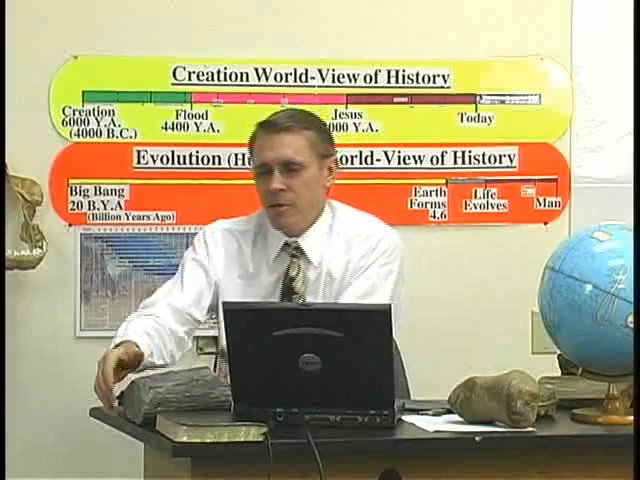 Creation World-View of History
Creation
6000 Y.A.
(4000 B.C.)
Flood
4400 Y.A.
Jesus
000 Y.A.
Today
Evolution (H World-View of History
Big Bang
20 B.Y.A
(Billion Years Ago)
Earth
Forms
4.6
Life
Evolves
Man